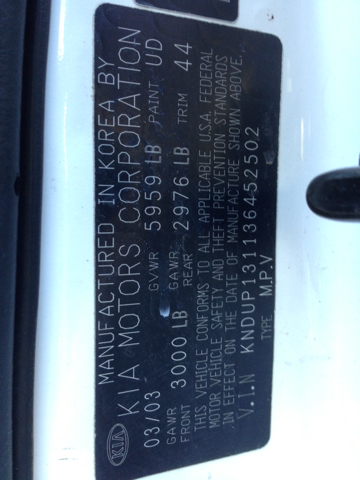 KIA
MANUFACTURED IN KOREA BY
KIA MOTORS CORPORATION
03/03 GVWR 5959 LB PAINT UD
GAWR FRONT 3000 LB GAWR REAR 2976 LB TRIM 44
THIS VEHICLE CONFORMS TO ALL APPLICABLE U.S.A. FEDERAL
MOTOR VEHICLE SAFETY AND THEFT PREVENTION STANDARDS
IN EFFECT ON THE DATE OF MANUFACTURE SHOWN ABOVE.
V.I.N KNDUP131136452502
TYPE M.P.V